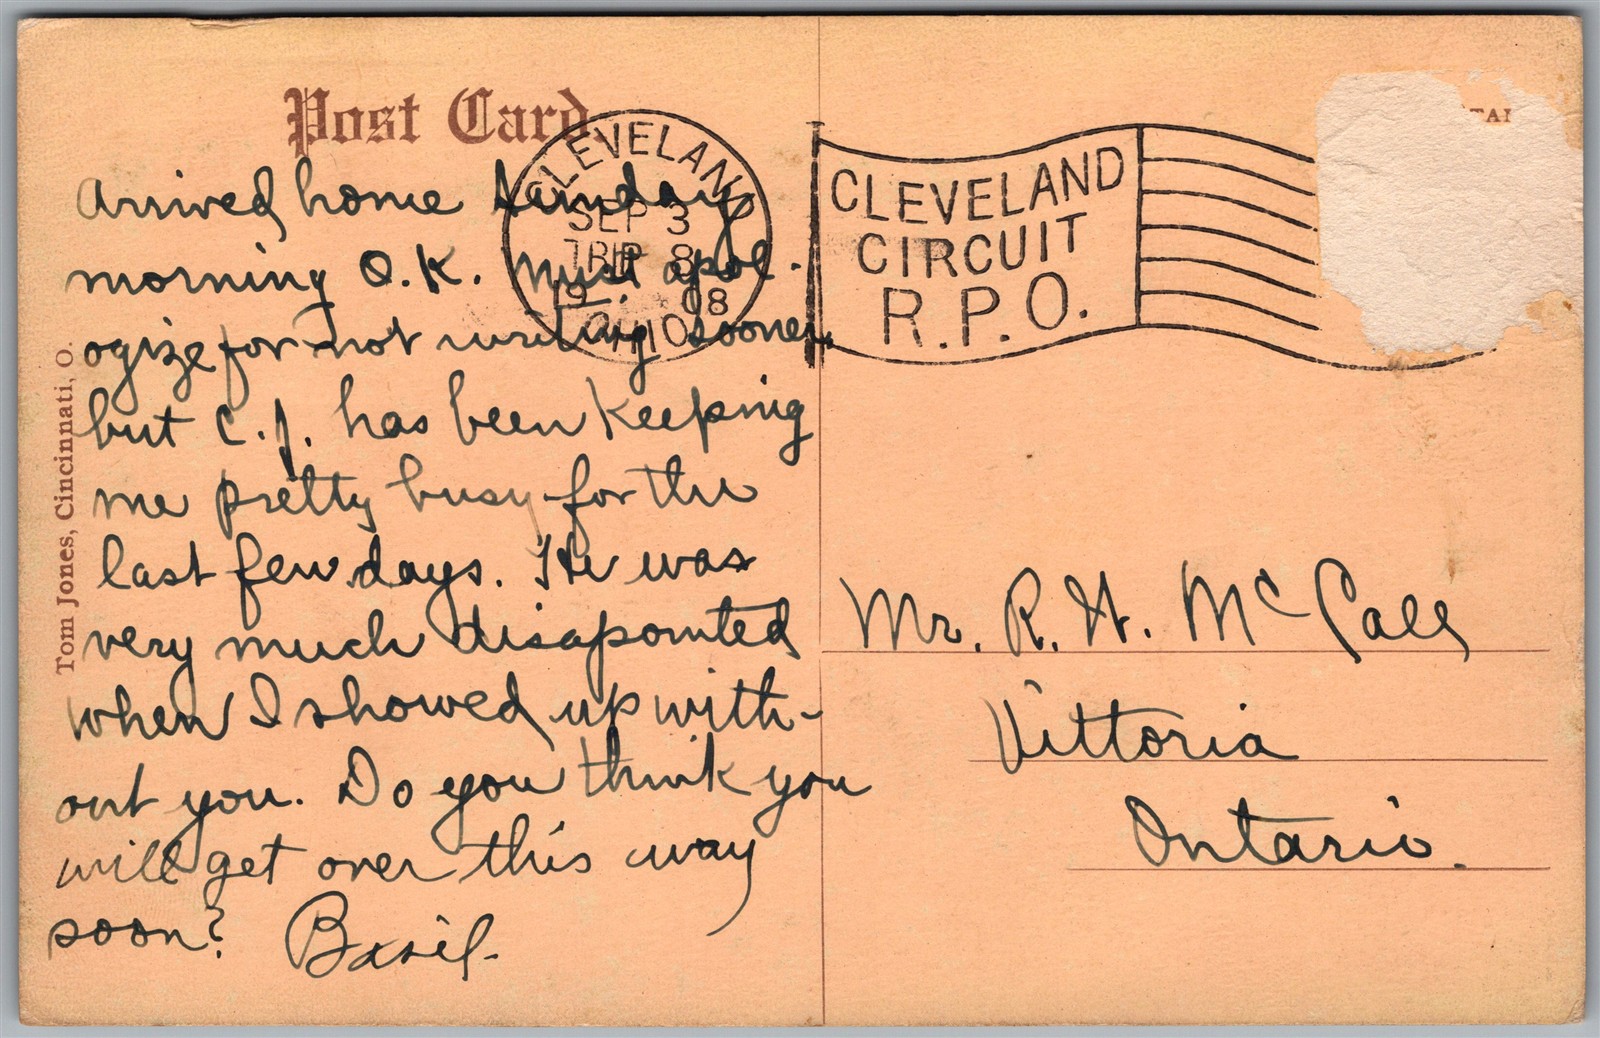 Post Card.
CLEVELAND
SEP 3
TRIP 8
19 08
O. 10
CLEVELAND
CIRCUIT
R.P.O.
Arrived home Sunday
morning O.K. Must apol-
ogize for not writing sooner,
but C.J. has been keeping
me pretty busy for the
last few days. He was
very much disapointed
when I showed up with-
out you. Do you think you
will get over this way
soon? Basil.
Mr. R. H. McCall
Vittoria
Ontario.
Tom Jones, Cincinnati, O.